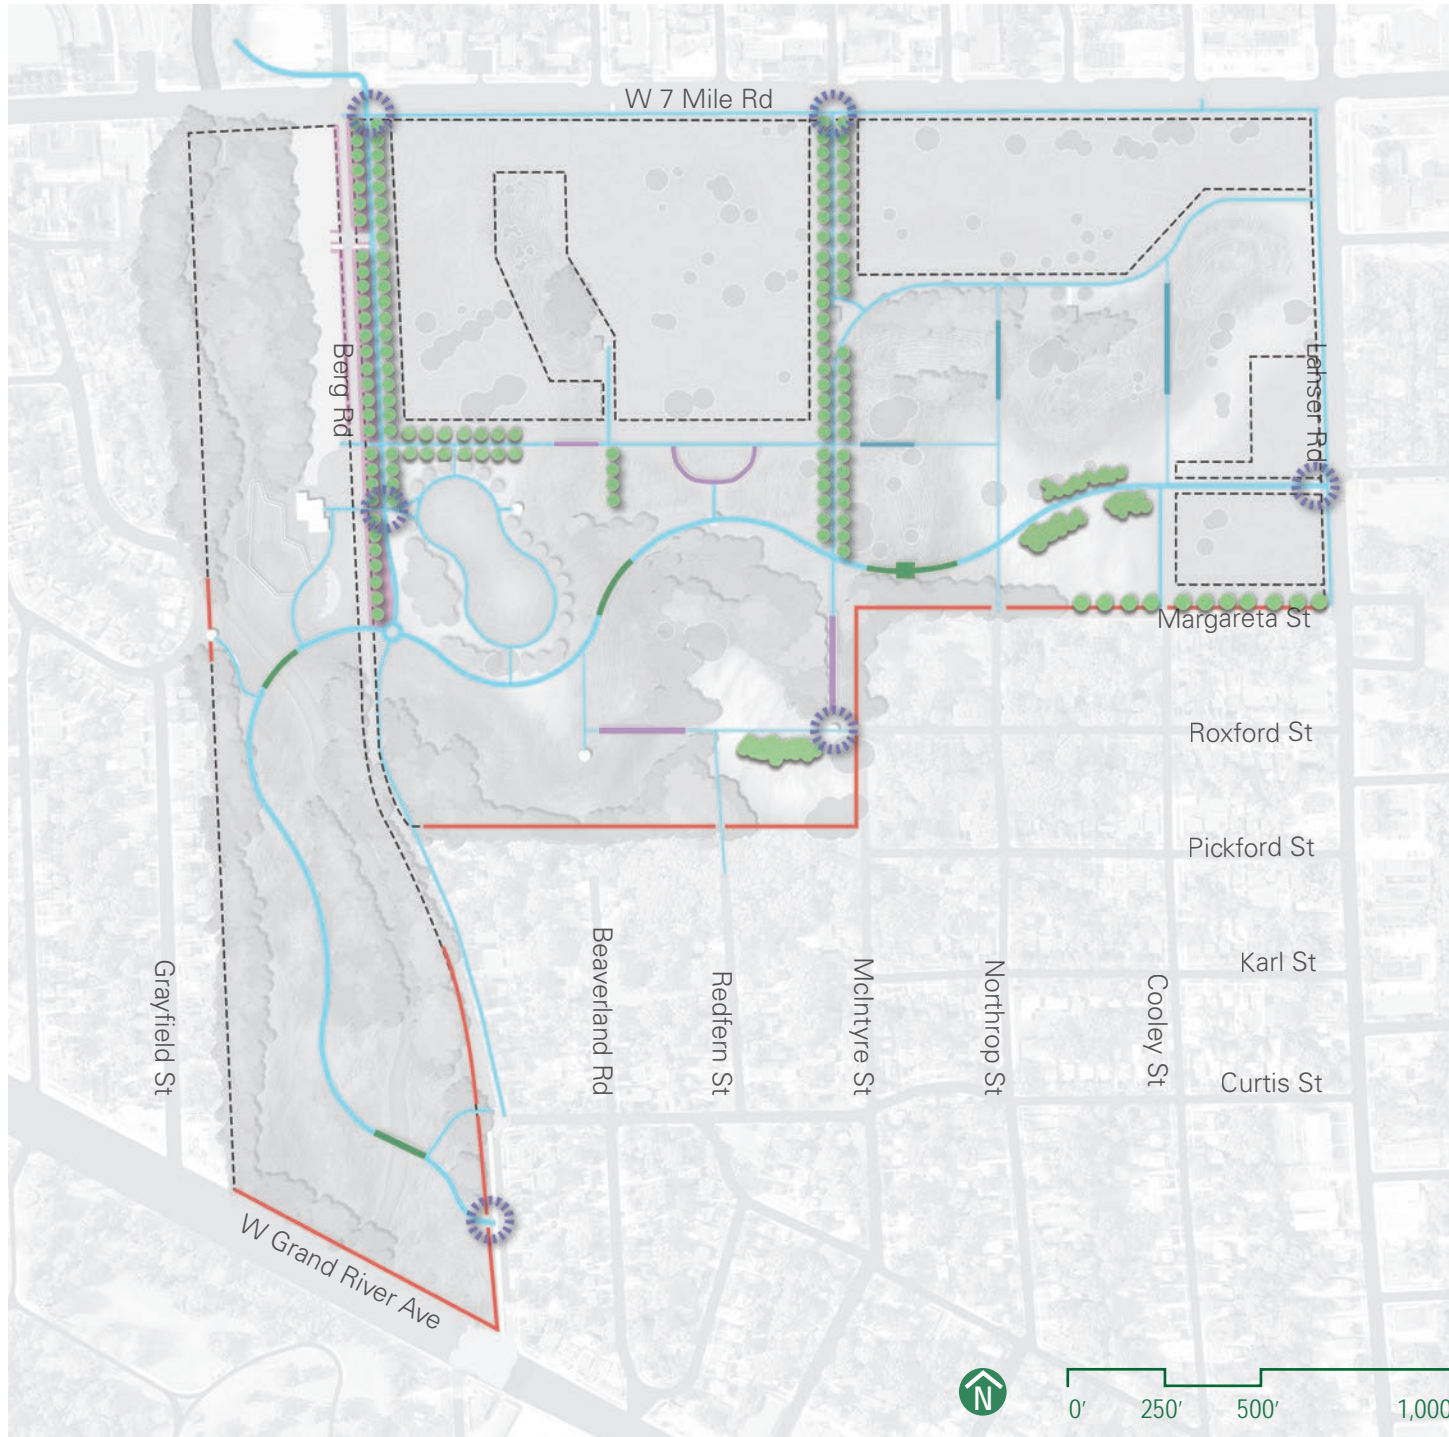 W 7 Mile Rd
Berg Rd
Lahser Rd
Margareta St
Roxford St
Pickford St
Karl St
Curtis St
Grayfield St
Beaverland Rd
Redfern St
McIntyre St
Northrop St
Cooley St
W Grand River Ave
N
0' 250' 500' 1,000